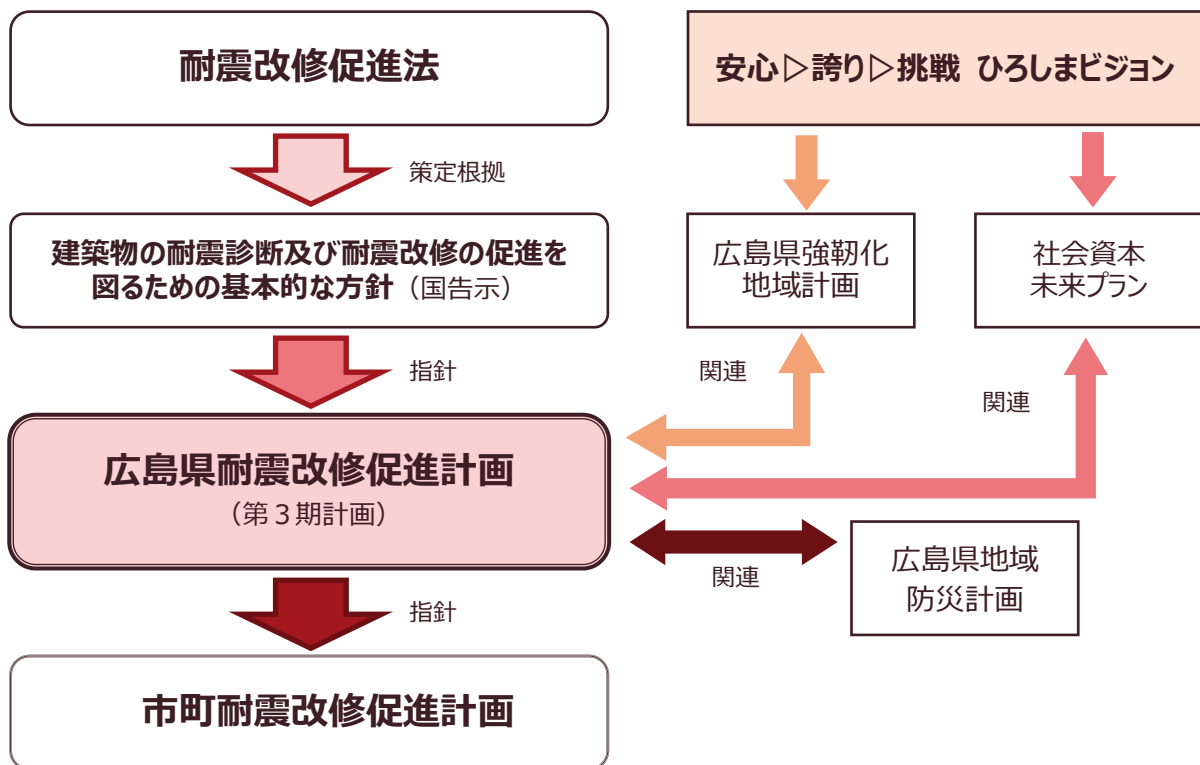 耐震改修促進法
安心▷誇り▷挑戦 ひろしまビジョン
策定根拠
建築物の耐震診断及び耐震改修の促進を
図るための基本的な方針（国告示）
広島県強靭化
地域計画
社会資本
未来プラン
指針
関連
関連
広島県耐震改修促進計画
（第３期計画）
関連
広島県地域
防災計画
指針
市町耐震改修促進計画